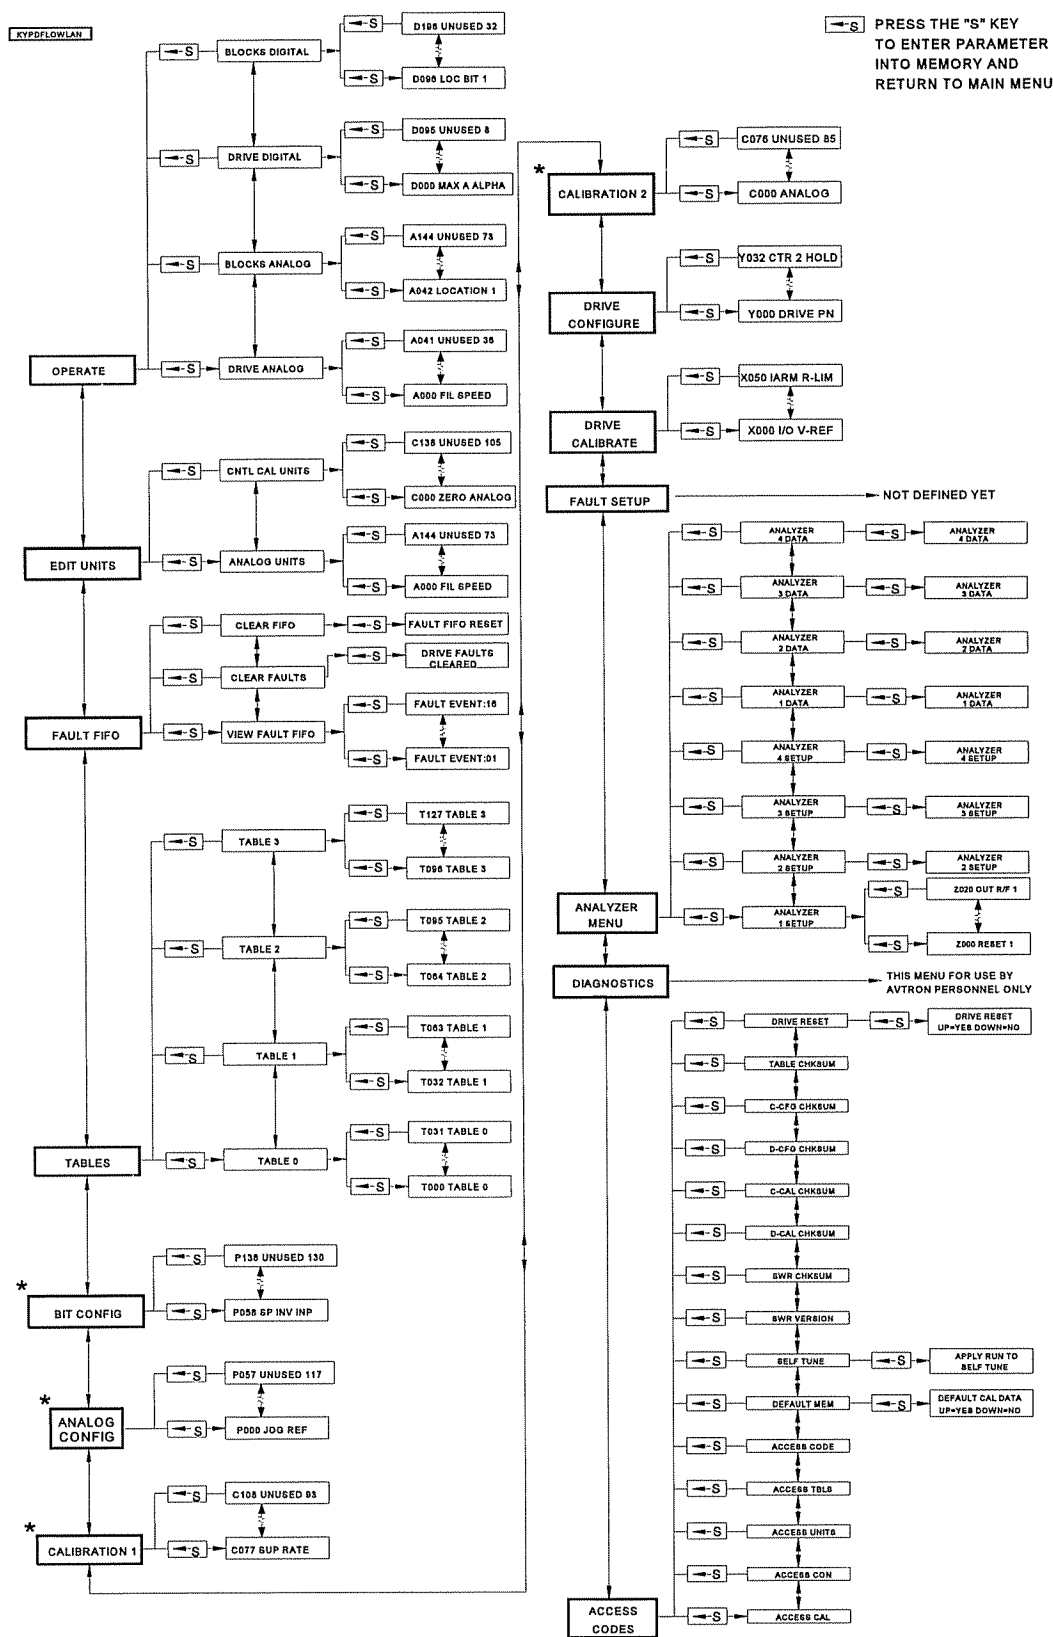 KYPDFLOWLAN
S PRESS THE "S" KEY
TO ENTER PARAMETER
INTO MEMORY AND
RETURN TO MAIN MENU
OPERATE
S BLOCKS DIGITAL
S D196 UNUSED 32
S D096 LOC BIT 1
S DRIVE DIGITAL
S D095 UNUSED 8
S D000 MAX A ALPHA
S BLOCKS ANALOG
S A144 UNUSED 73
S A042 LOCATION 1
S DRIVE ANALOG
S A041 UNUSED 36
S A000 FIL SPEED
EDIT UNITS
S CNTL CAL UNITS
S C136 UNUSED 105
S C000 ZERO ANALOG
S ANALOG UNITS
S A144 UNUSED 73
S A000 FIL SPEED
FAULT FIFO
S CLEAR FIFO
S FAULT FIFO RESET
S CLEAR FAULTS
S DRIVE FAULTS
CLEARED
S VIEW FAULT FIFO
S FAULT EVENT:16
S FAULT EVENT:01
TABLES
S TABLE 3
S T127 TABLE 3
S T096 TABLE 3
S TABLE 2
S T095 TABLE 2
S T064 TABLE 2
S TABLE 1
S T063 TABLE 1
S T032 TABLE 1
S TABLE 0
S T031 TABLE 0
S T000 TABLE 0
*
BIT CONFIG
S P136 UNUSED 130
S P058 SP INV INP
*
ANALOG
CONFIG
S P057 UNUSED 117
S P000 JOG REF
*
CALIBRATION 1
S C108 UNUSED 93
S C077 SUP RATE
*
CALIBRATION 2
S C076 UNUSED 85
S C000 ANALOG
DRIVE
CONFIGURE
S Y032 CTR 2 HOLD
S Y000 DRIVE PN
DRIVE
CALIBRATE
S X050 IARM R-LIM
S X000 I/O V-REF
FAULT SETUP
NOT DEFINED YET
ANALYZER
MENU
S ANALYZER
4 DATA
S ANALYZER
4 DATA
S ANALYZER
3 DATA
S ANALYZER
3 DATA
S ANALYZER
2 DATA
S ANALYZER
2 DATA
S ANALYZER
1 DATA
S ANALYZER
1 DATA
S ANALYZER
4 SETUP
S ANALYZER
4 SETUP
S ANALYZER
3 SETUP
S ANALYZER
3 SETUP
S ANALYZER
2 SETUP
S ANALYZER
2 SETUP
S ANALYZER
1 SETUP
S Z020 OUT R/F 1
S Z000 RESET 1
DIAGNOSTICS
THIS MENU FOR USE BY
AVTRON PERSONNEL ONLY
ACCESS
CODES
S DRIVE RESET
S DRIVE RESET
UP=YES DOWN=NO
S TABLE CHKSUM
S C-CFG CHKSUM
S D-CFG CHKSUM
S C-CAL CHKSUM
S D-CAL CHKSUM
S SWR CHKSUM
S SWR VERSION
S SELF TUNE
S APPLY RUN TO
SELF TUNE
S DEFAULT MEM
S DEFAULT CAL DATA
UP=YES DOWN=NO
S ACCESS CODE
S ACCESS TBLS
S ACCESS UNITS
S ACCESS CON
S ACCESS CAL